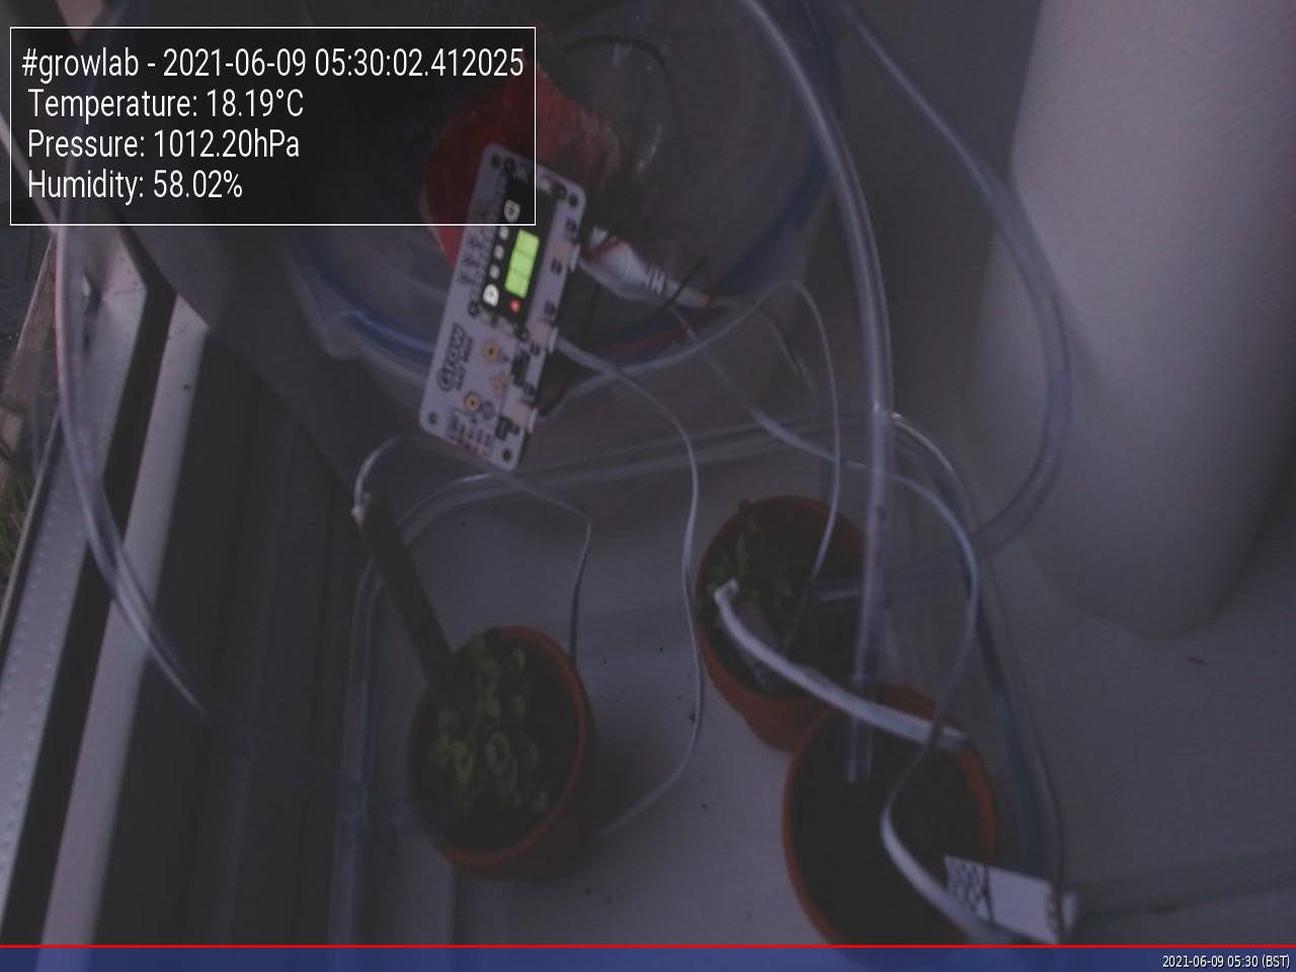 #growlab - 2021-06-09 05:30:02.412025
Temperature: 18.19°C
Pressure: 1012.20hPa
Humidity: 58.02%
GROW
2021-06-09 05:30 (BST)